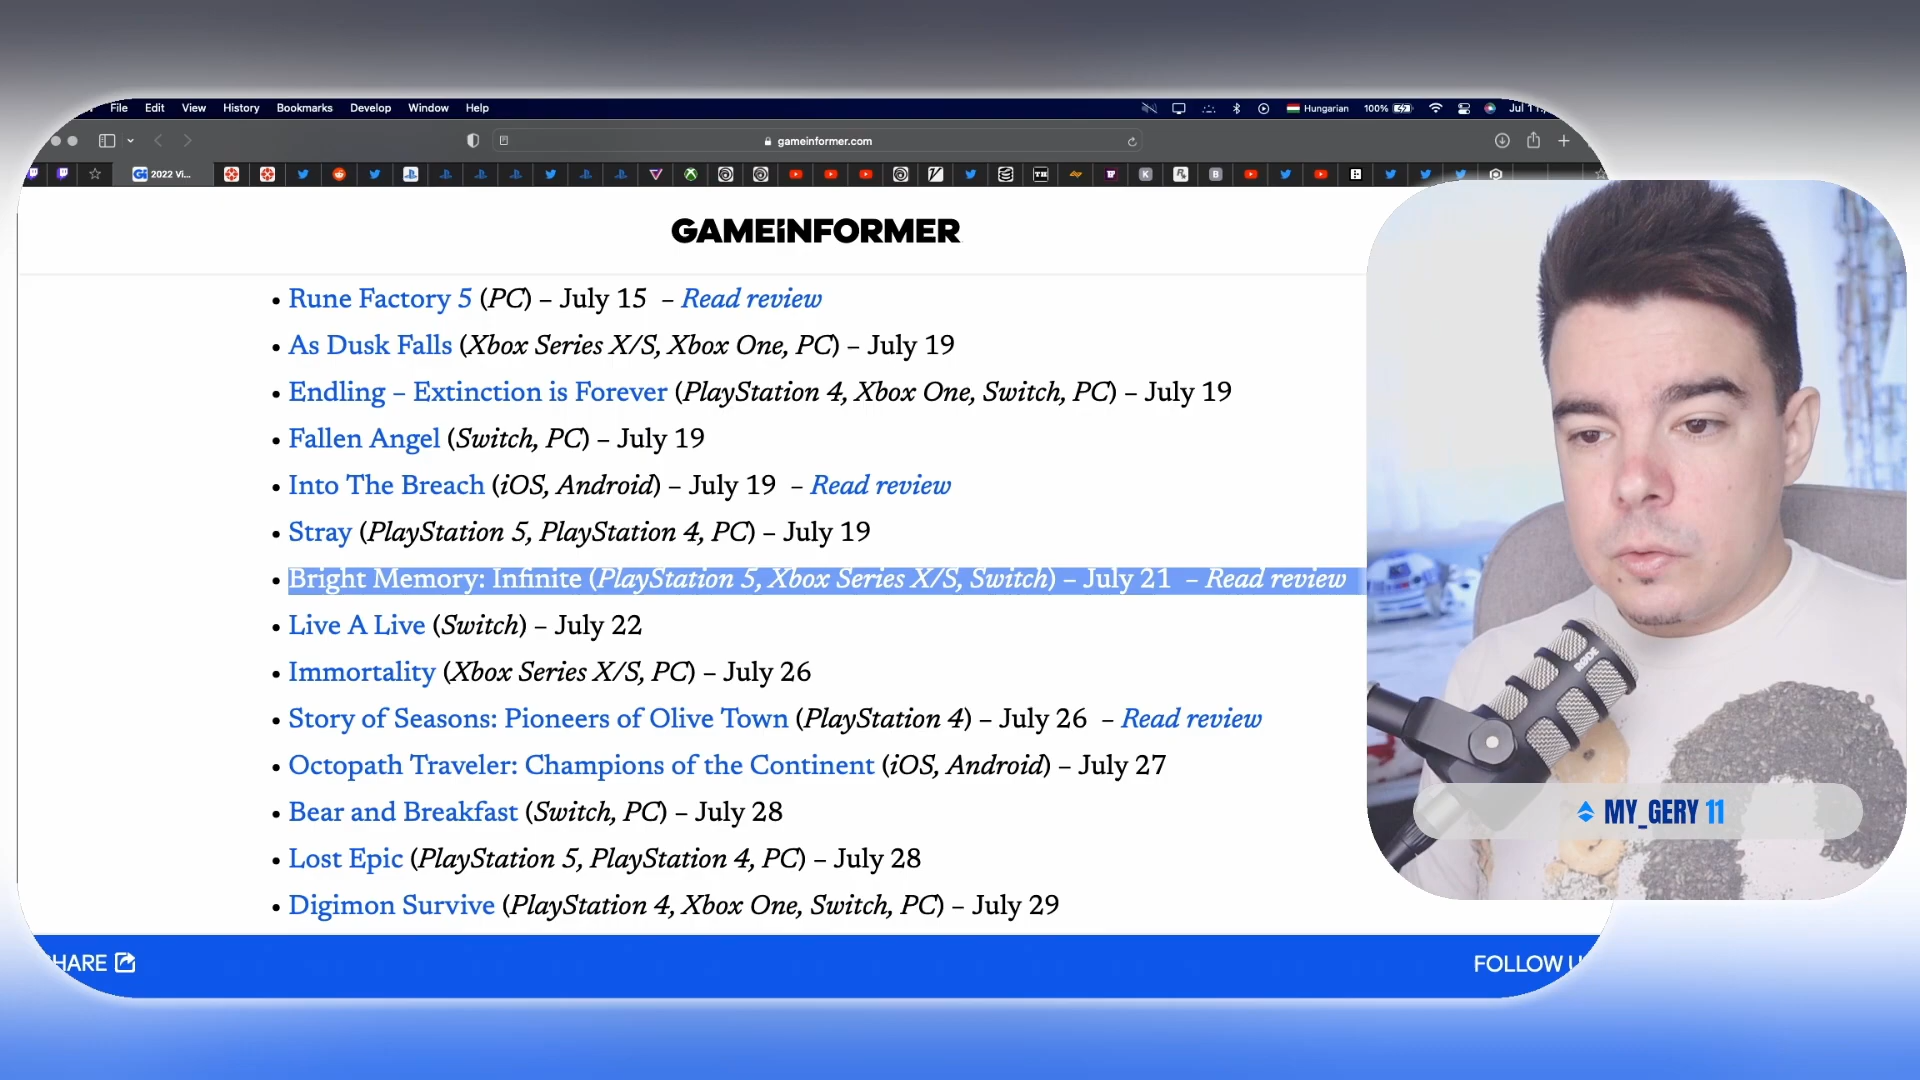 File Edit View History Bookmarks Develop Window Help Hungarian 100% Jul 1
gameinformer.com
2022 Vi...
GAMEiNFORMER
• Rune Factory 5 (PC) – July 15 – Read review
• As Dusk Falls (Xbox Series X/S, Xbox One, PC) – July 19
• Endling – Extinction is Forever (PlayStation 4, Xbox One, Switch, PC) – July 19
• Fallen Angel (Switch, PC) – July 19
• Into The Breach (iOS, Android) – July 19 – Read review
• Stray (PlayStation 5, PlayStation 4, PC) – July 19
• Bright Memory: Infinite (PlayStation 5, Xbox Series X/S, Switch) – July 21 – Read review
• Live A Live (Switch) – July 22
• Immortality (Xbox Series X/S, PC) – July 26
• Story of Seasons: Pioneers of Olive Town (PlayStation 4) – July 26 – Read review
• Octopath Traveler: Champions of the Continent (iOS, Android) – July 27
• Bear and Breakfast (Switch, PC) – July 28
• Lost Epic (PlayStation 5, PlayStation 4, PC) – July 28
• Digimon Survive (PlayStation 4, Xbox One, Switch, PC) – July 29
HARE
FOLLOW U
RØDE
MY_GERY 11